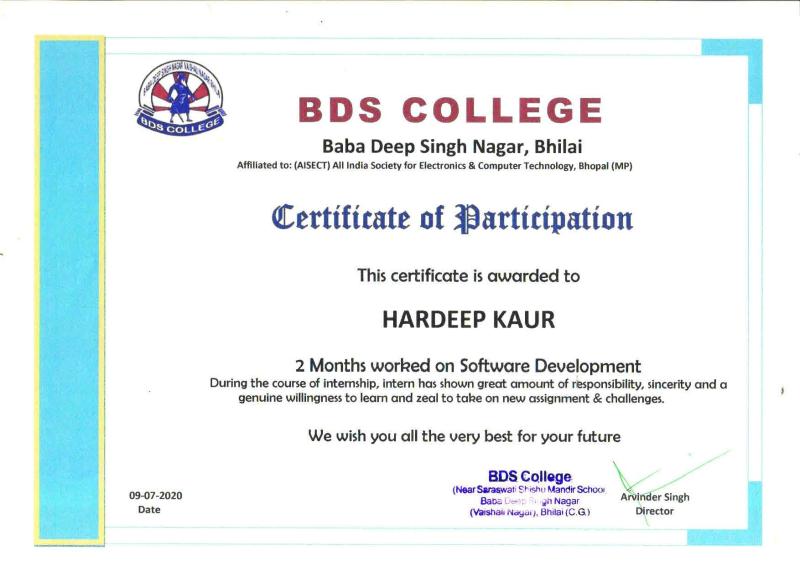 BDS COLLEGE
BDS COLLEGE
Baba Deep Singh Nagar, Bhilai
Affiliated to: (AISECT) All India Society for Electronics & Computer Technology, Bhopal (MP)
Certificate of Participation
This certificate is awarded to
HARDEEP KAUR
2 Months worked on Software Development
During the course of internship, intern has shown great amount of responsibility, sincerity and a
genuine willingness to learn and zeal to take on new assignment & challenges.
We wish you all the very best for your future
BDS College
(Near Saraswati Shishu Mandir School
Baba Deep Singh Nagar
(Vaishali Nagar), Bhilai (C.G.)
09-07-2020
Date
Arvinder Singh
Director